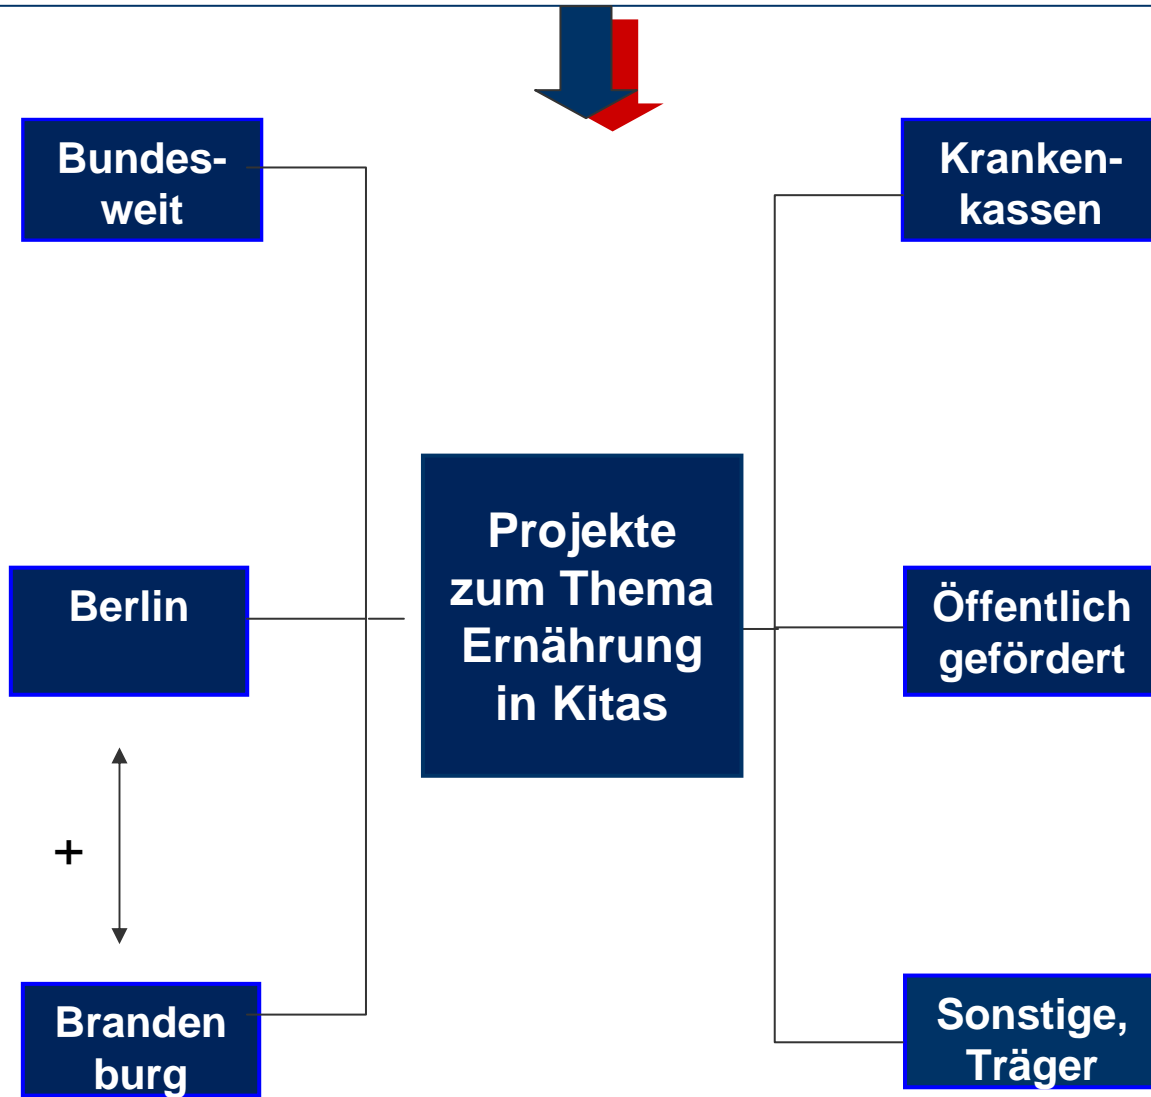 Bundes-
weit
Kranken-
kassen
Projekte
zum Thema
Ernährung
in Kitas
Berlin
Öffentlich
gefördert
+
Branden
burg
Sonstige,
Träger